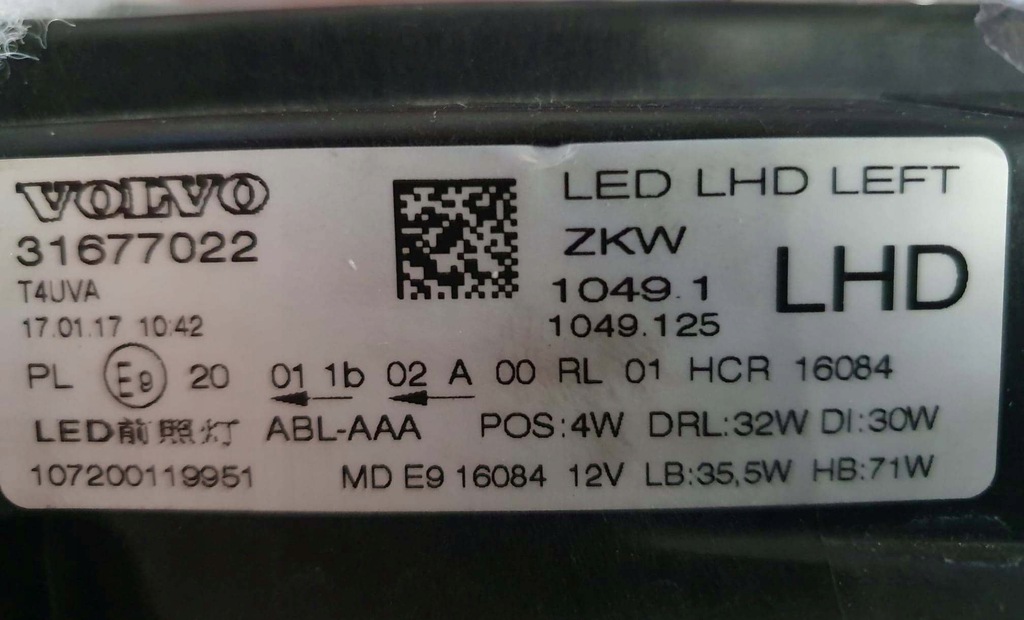 VOLVO
31677022
T4UVA
17.01.17 10:42
LED LHD LEFT
ZKW
1049.1
1049.125
LHD
PL E9 20 01 1b 02 A 00 RL 01 HCR 16084
LED前照灯 ABL-AAA POS:4W DRL:32W DI:30W
107200119951 MD E9 16084 12V LB:35,5W HB:71W